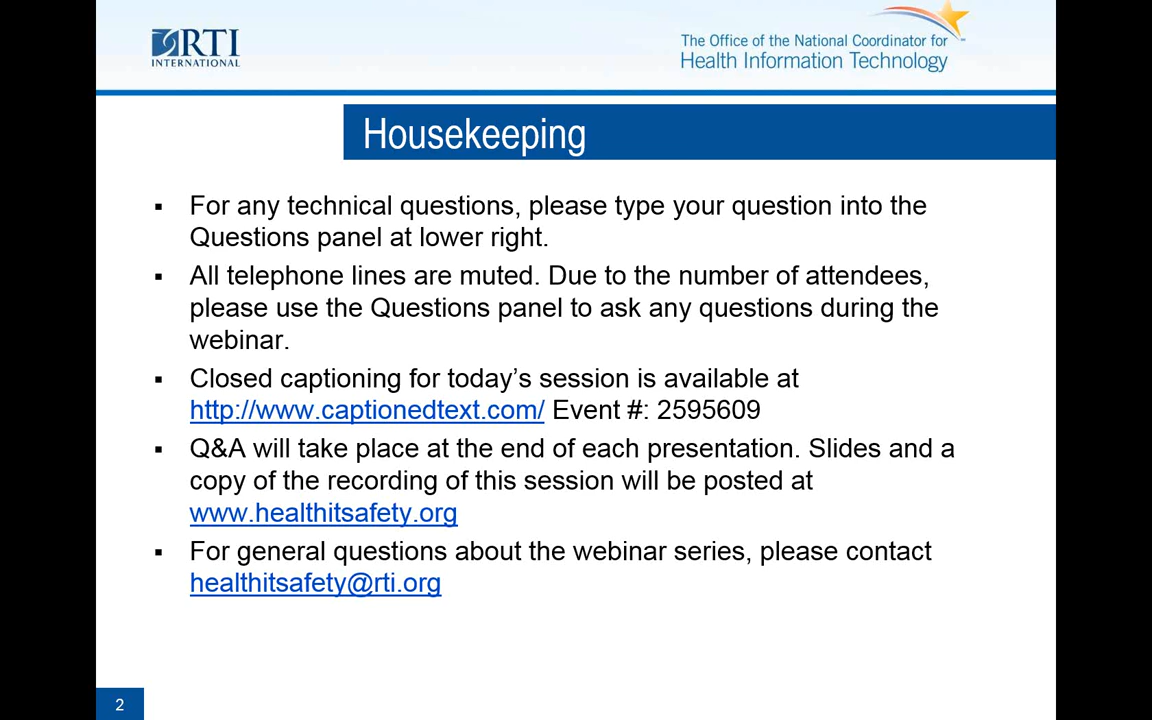 RTI
INTERNATIONAL
The Office of the National Coordinator for
Health Information Technology
Housekeeping
▪ For any technical questions, please type your question into the
Questions panel at lower right.
▪ All telephone lines are muted. Due to the number of attendees,
please use the Questions panel to ask any questions during the
webinar.
▪ Closed captioning for today’s session is available at
http://www.captionedtext.com/ Event #: 2595609
▪ Q&A will take place at the end of each presentation. Slides and a
copy of the recording of this session will be posted at
www.healthitsafety.org
▪ For general questions about the webinar series, please contact
healthitsafety@rti.org
2